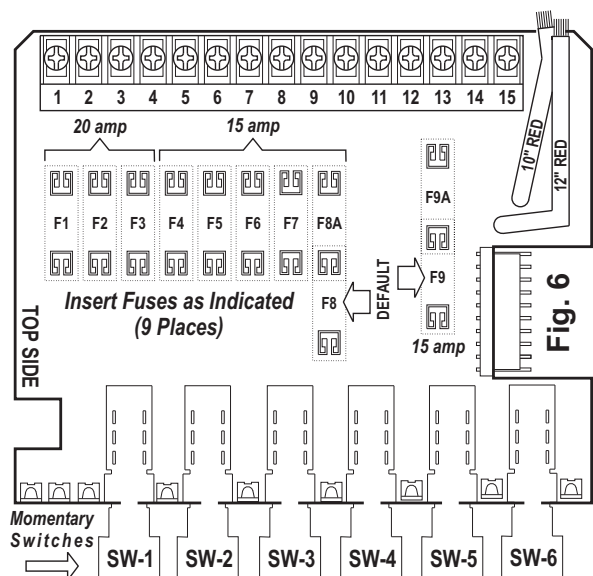 1 2 3 4 5 6 7 8 9 10 11 12 13 14 15
20 amp
15 amp
10" RED
12" RED
F1 F2 F3 F4 F5 F6 F7 F8A
F9A
F8
DEFAULT
F9
15 amp
Insert Fuses as Indicated
(9 Places)
TOP SIDE
Fig. 6
Momentary
Switches
SW-1 SW-2 SW-3 SW-4 SW-5 SW-6